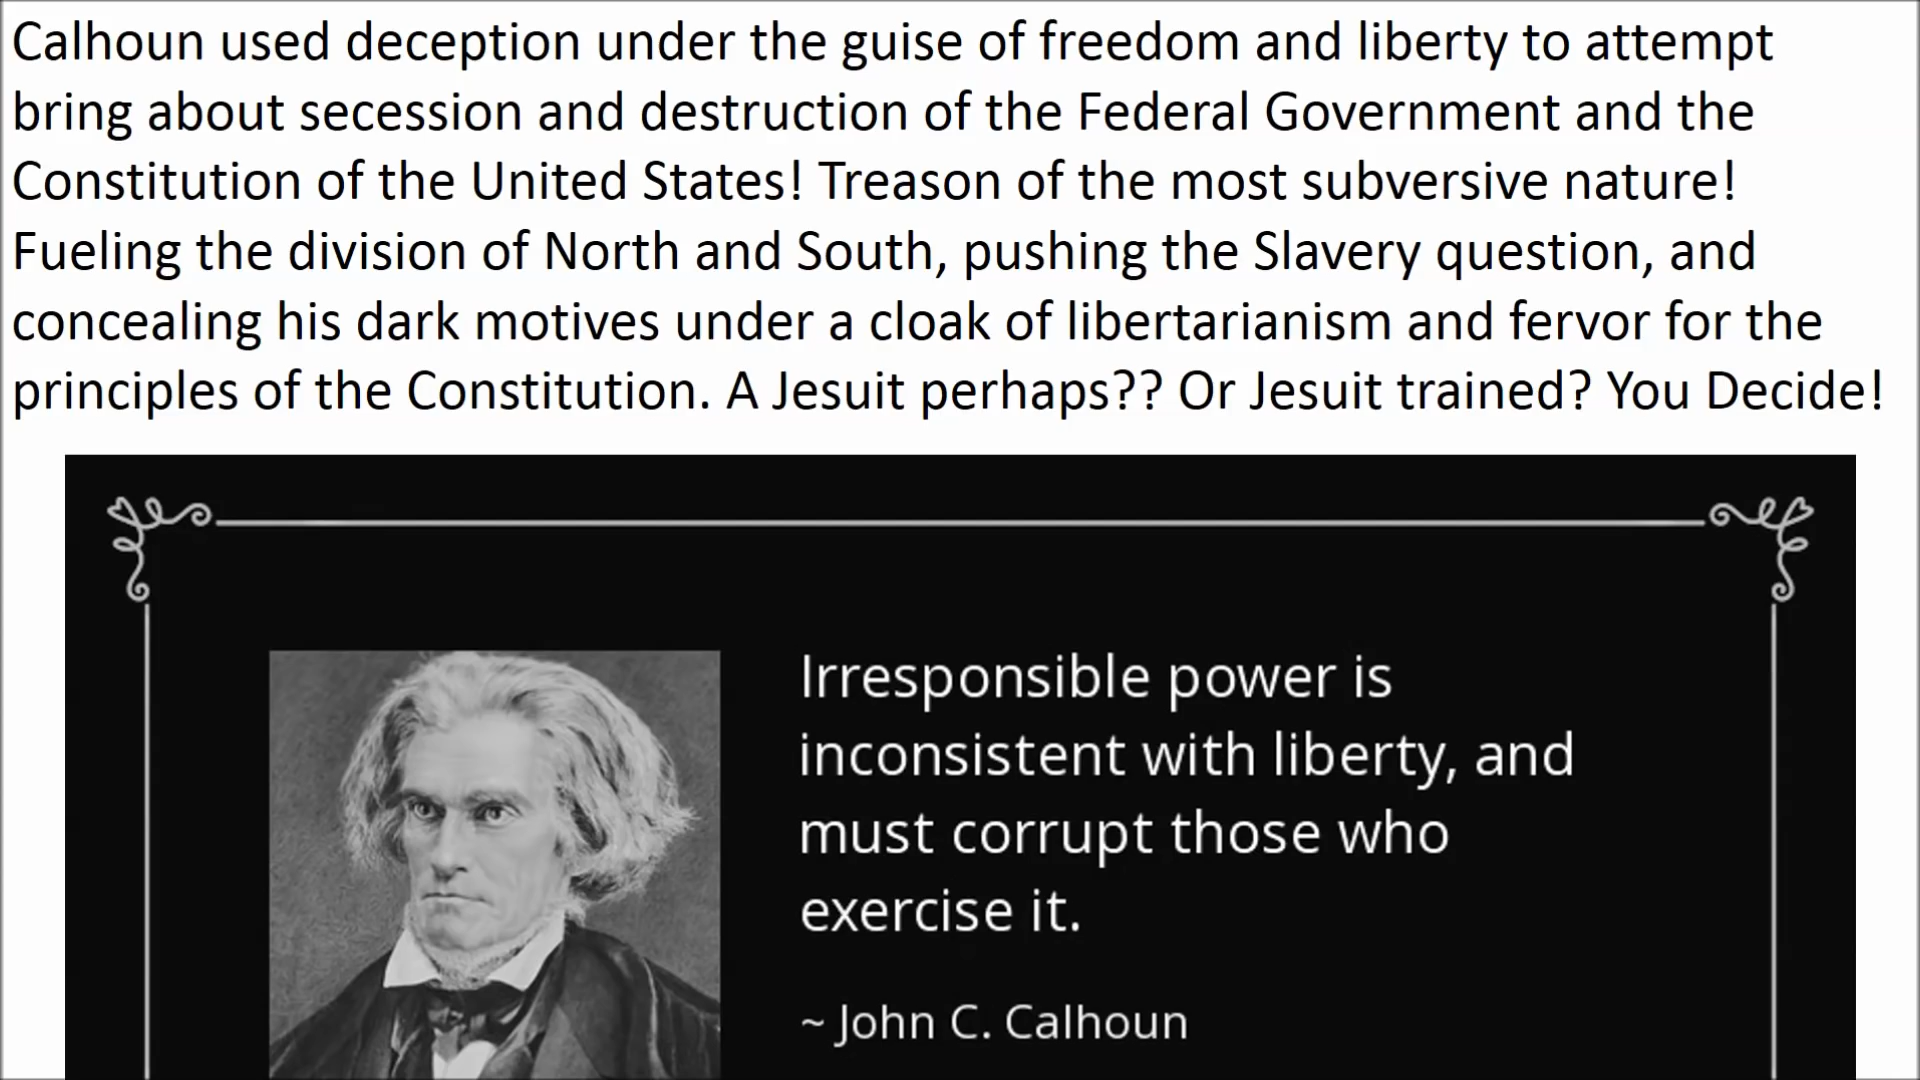 Calhoun used deception under the guise of freedom and liberty to attempt
bring about secession and destruction of the Federal Government and the
Constitution of the United States! Treason of the most subversive nature!
Fueling the division of North and South, pushing the Slavery question, and
concealing his dark motives under a cloak of libertarianism and fervor for the
principles of the Constitution. A Jesuit perhaps?? Or Jesuit trained? You Decide!
Irresponsible power is
inconsistent with liberty, and
must corrupt those who
exercise it.
~ John C. Calhoun